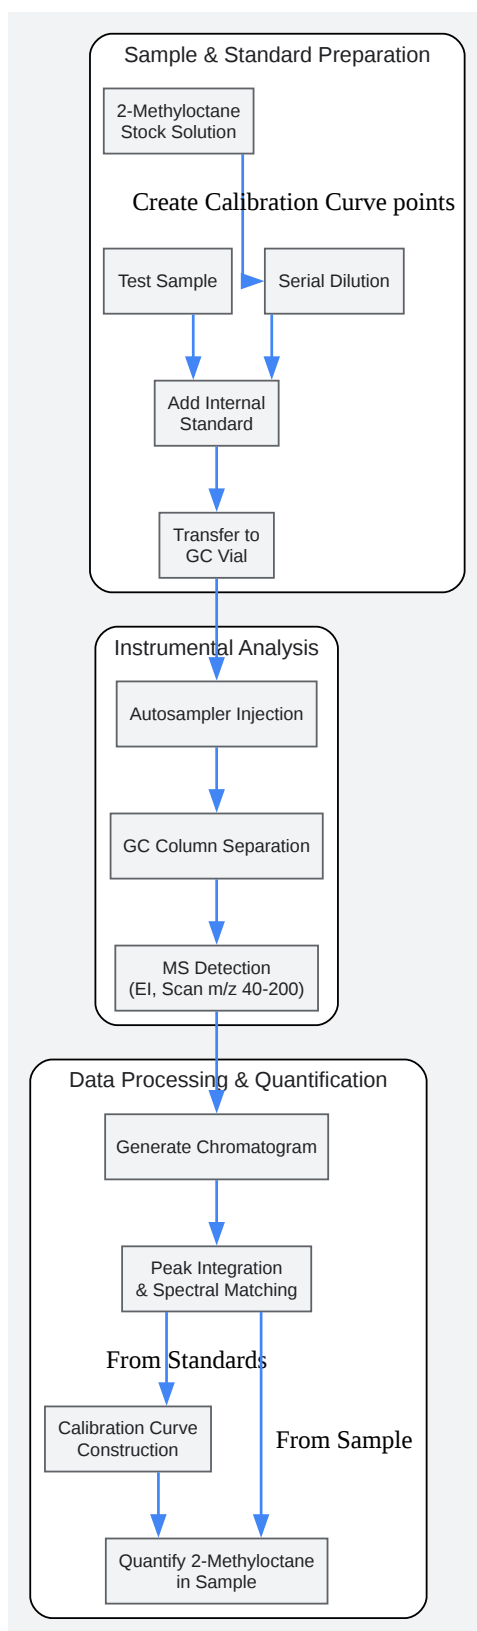 Sample & Standard Preparation
2-Methyloctane
Stock Solution
Create Calibration Curve points
Test Sample
Serial Dilution
Add Internal
Standard
Transfer to
GC Vial
Instrumental Analysis
Autosampler Injection
GC Column Separation
MS Detection
(EI, Scan m/z 40-200)
Data Processing & Quantification
Generate Chromatogram
Peak Integration
& Spectral Matching
From Standards
Calibration Curve
Construction
From Sample
Quantify 2-Methyloctane
in Sample